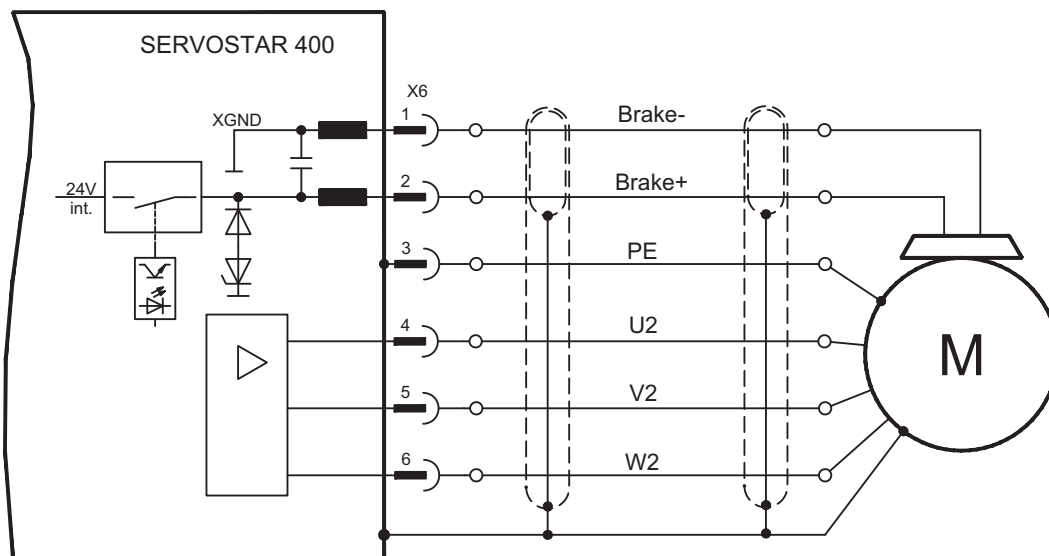 SERVOSTAR 400
X6
XGND
1
Brake-
24V
int.
2
Brake+
3
PE
4
U2
5
V2
6
W2
M